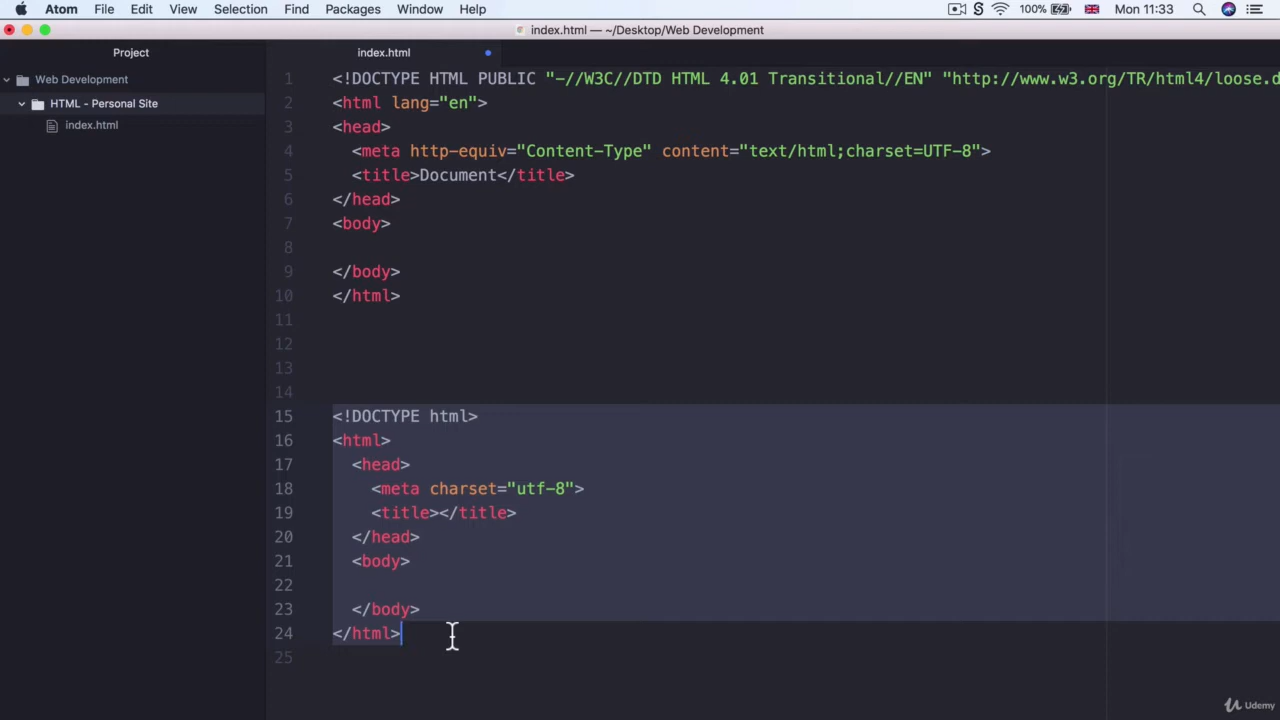 Atom File Edit View Selection Find Packages Window Help 100% Mon 11:33
index.html — ~/Desktop/Web Development
Project
index.html
Web Development
HTML - Personal Site
index.html
1 <!DOCTYPE HTML PUBLIC "-//W3C//DTD HTML 4.01 Transitional//EN" "http://www.w3.org/TR/html4/loose.d
2 <html lang="en">
3 <head>
4 <meta http-equiv="Content-Type" content="text/html;charset=UTF-8">
5 <title>Document</title>
6 </head>
7 <body>
8
9 </body>
10 </html>
11
12
13
14
15 <!DOCTYPE html>
16 <html>
17 <head>
18 <meta charset="utf-8">
19 <title></title>
20 </head>
21 <body>
22
23 </body>
24 </html>
25
Udemy